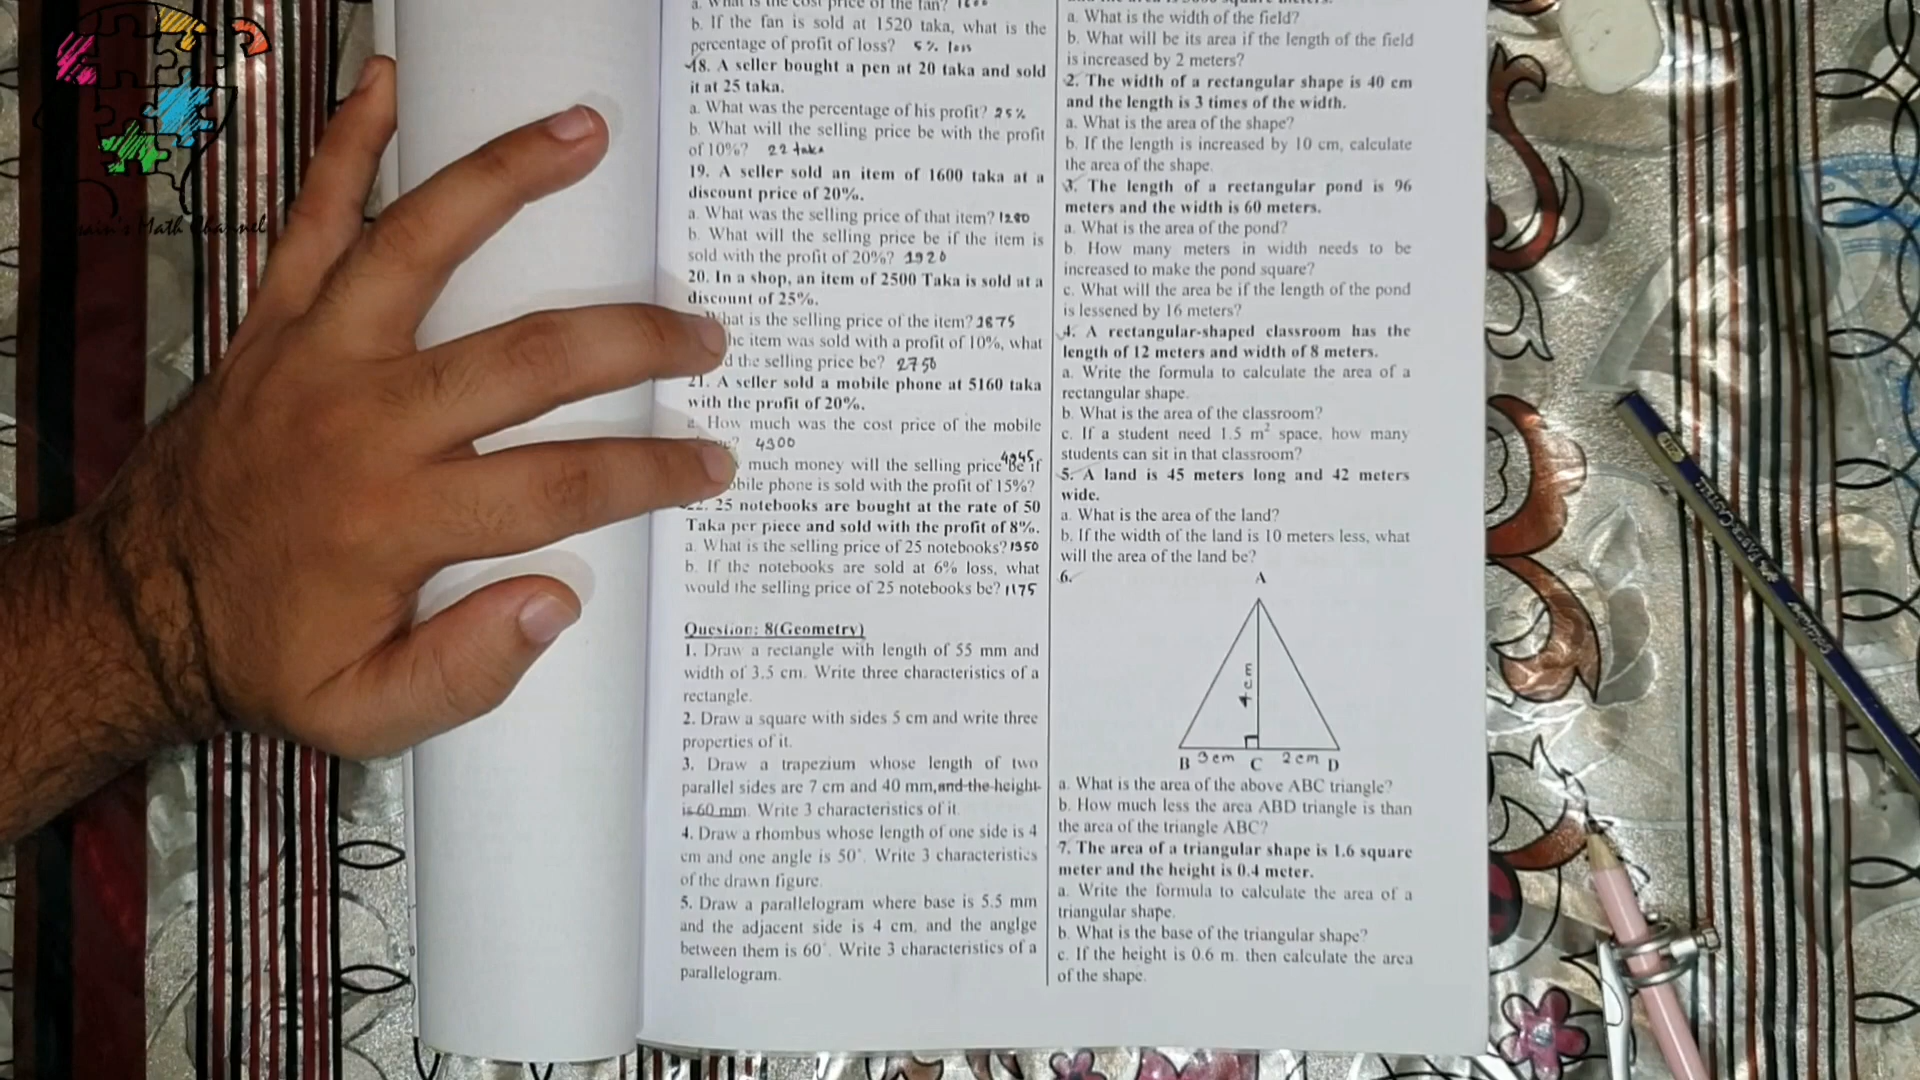 a. What is the cost price of the fan?
b. If the fan is sold at 1520 taka, what is the
percentage of profit of loss? 5% loss
18. A seller bought a pen at 20 taka and sold
it at 25 taka.
a. What was the percentage of his profit? 25%
b. What will the selling price be with the profit
of 10%? 22 taka
19. A seller sold an item of 1600 taka at a
discount price of 20%.
a. What was the selling price of that item? 1280
b. What will the selling price be if the item is
sold with the profit of 20%? 1920
20. In a shop, an item of 2500 Taka is sold at a
discount of 25%.
What is the selling price of the item? 1875
item was sold with a profit of 10%, what
the selling price be? 2750
21. A seller sold a mobile phone at 5160 taka
with the profit of 20%.
a. How much was the cost price of the mobile
4300
much money will the selling price be if 4945
phone is sold with the profit of 15%?
22. 25 notebooks are bought at the rate of 50
Taka per piece and sold with the profit of 8%.
a. What is the selling price of 25 notebooks? 1350
b. If the notebooks are sold at 6% loss, what
would the selling price of 25 notebooks be? 1175
Question: 8(Geometry)
1. Draw a rectangle with length of 55 mm and
width of 3.5 cm. Write three characteristics of a
rectangle.
2. Draw a square with sides 5 cm and write three
properties of it.
3. Draw a trapezium whose length of two
parallel sides are 7 cm and 40 mm, and the height
is 60 mm. Write 3 characteristics of it.
4. Draw a rhombus whose length of one side is 4
cm and one angle is 50°. Write 3 characteristics
of the drawn figure.
5. Draw a parallelogram where base is 5.5 mm
and the adjacent side is 4 cm. and the anglge
between them is 60°. Write 3 characteristics of a
parallelogram.
a. What is the width of the field?
b. What will be its area if the length of the field
is increased by 2 meters?
2. The width of a rectangular shape is 40 cm
and the length is 3 times of the width.
a. What is the area of the shape?
b. If the length is increased by 10 cm, calculate
the area of the shape.
3. The length of a rectangular pond is 96
meters and the width is 60 meters.
a. What is the area of the pond?
b. How many meters in width needs to be
increased to make the pond square?
c. What will the area be if the length of the pond
is lessened by 16 meters?
4. A rectangular-shaped classroom has the
length of 12 meters and width of 8 meters.
a. Write the formula to calculate the area of a
rectangular shape.
b. What is the area of the classroom?
c. If a student need 1.5 m² space, how many
students can sit in that classroom?
5. A land is 45 meters long and 42 meters
wide.
a. What is the area of the land?
b. If the width of the land is 10 meters less, what
will the area of the land be?
6.
A
4 cm
B 3 cm C 2 cm D
a. What is the area of the above ABC triangle?
b. How much less the area ABD triangle is than
the area of the triangle ABC?
7. The area of a triangular shape is 1.6 square
meter and the height is 0.4 meter.
a. Write the formula to calculate the area of a
triangular shape.
b. What is the base of the triangular shape?
c. If the height is 0.6 m. then calculate the area
of the shape.
Math Channel